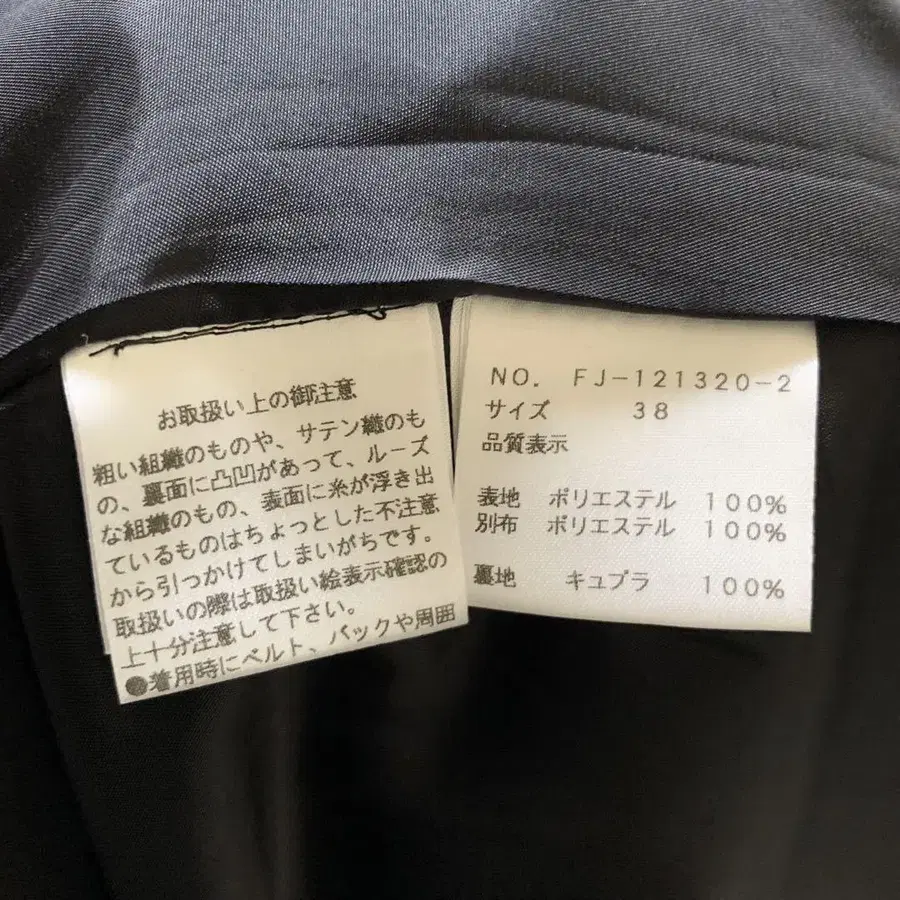 お取扱い上の御注意
粗い組織のものや、サテン織のも
の、裏面に凸凹があって、ルーズ
な組織のもの、表面に糸が浮き出
ているものはちょっとした不注意
から引つかけてしまいがちです。
取扱いの際は取扱い絵表示確認の
上十分注意して下さい。
●着用時にベルト、バックや周囲
NO. FJ-121320-2
サイズ 38
品質表示
表地 ポリエステル 100%
別布 ポリエステル 100%
裏地 キュプラ 100%